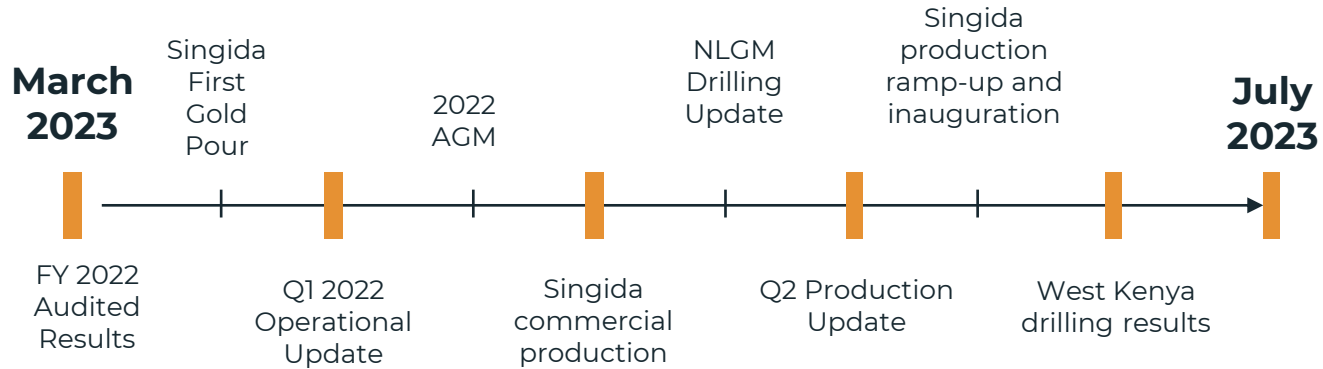 March
2023
Singida
First
Gold
Pour
2022
AGM
NLGM
Drilling
Update
Singida
production
ramp-up and
inauguration
July
2023
FY 2022
Audited
Results
Q1 2022
Operational
Update
Singida
commercial
production
Q2 Production
Update
West Kenya
drilling results